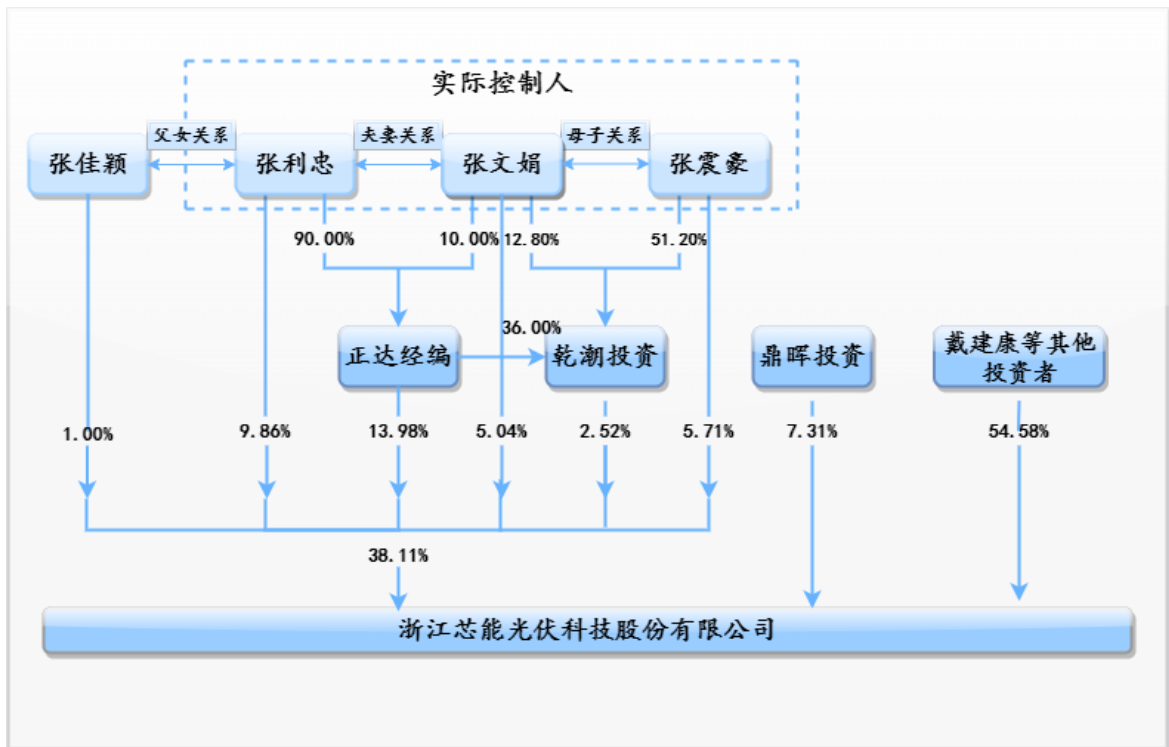 实际控制人
父女关系
夫妻关系
母子关系
张佳颖
张利忠
张文娟
张震豪
90.00%
10.00%
12.80%
51.20%
36.00%
正达经编
乾潮投资
鼎晖投资
戴建康等其他
投资者
1.00%
9.86%
13.98%
5.04%
2.52%
5.71%
7.31%
54.58%
38.11%
浙江芯能光伏科技股份有限公司